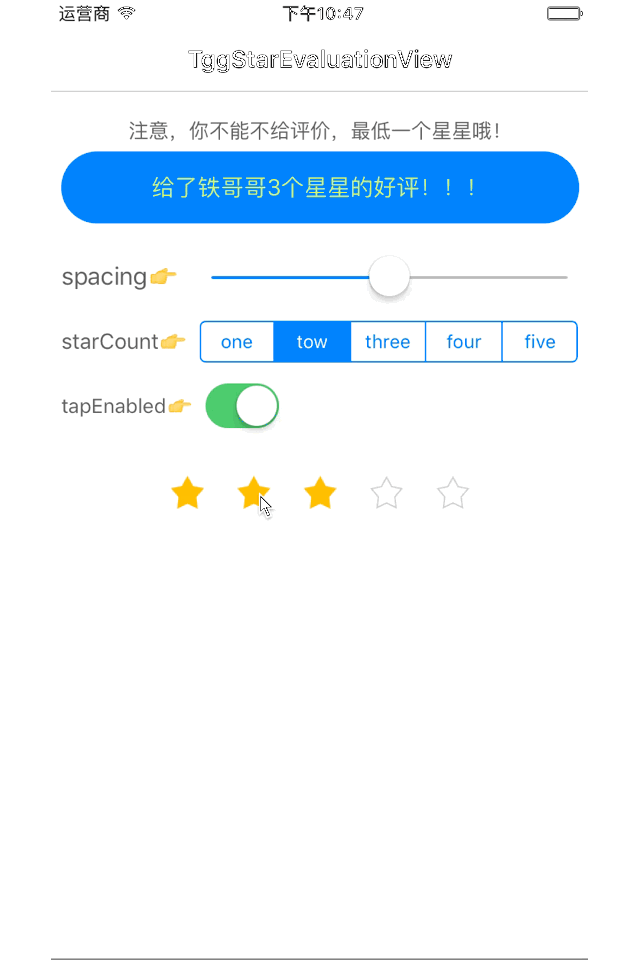 运营商 下午10:47
TggStarEvaluationView
注意，你不能不给评价，最低一个星星哦！
给了铁哥哥3个星星的好评！！！
spacing👉
starCount👉 one tow three four five
tapEnabled👉